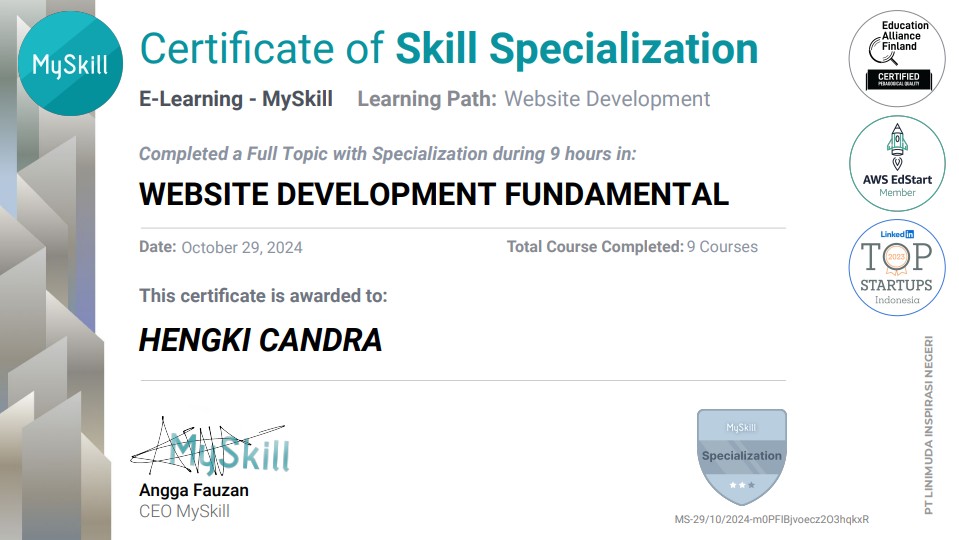 MySkill
Certificate of Skill Specialization
E-Learning - MySkill Learning Path: Website Development
Completed a Full Topic with Specialization during 9 hours in:
WEBSITE DEVELOPMENT FUNDAMENTAL
Date: October 29, 2024 Total Course Completed: 9 Courses
This certificate is awarded to:
HENGKI CANDRA
MySkill
Angga Fauzan
CEO MySkill
MySkill
Specialization
MS-29/10/2024-m0PFIBjvoecz2O3hqkxR
Education
Alliance
Finland
CERTIFIED
PEDAGOGICAL QUALITY
AWS EdStart
Member
LinkedIn
TOP
2023
STARTUPS
Indonesia
PT LINIMUDA INSPIRASI NEGERI